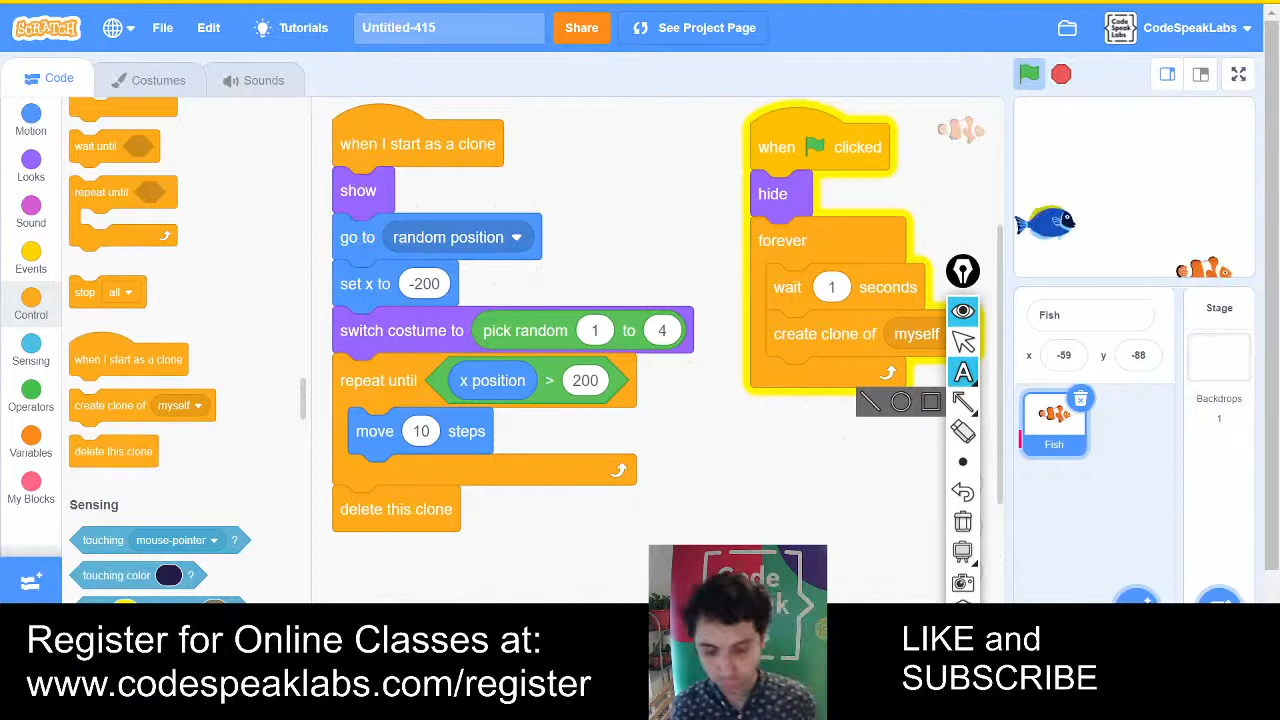 SCRATCH
File
Edit
Tutorials
Untitled-415
Share
See Project Page
Code
Speak
Labs
CodeSpeakLabs
Code
Costumes
Sounds
Motion
Looks
Sound
Events
Control
Sensing
Operators
Variables
My Blocks
wait until
repeat until
stop all
when I start as a clone
create clone of myself
delete this clone
Sensing
touching mouse-pointer ?
touching color ?
when I start as a clone
show
go to random position
set x to -200
switch costume to pick random 1 to 4
repeat until x position > 200
move 10 steps
delete this clone
when clicked
hide
forever
wait 1 seconds
create clone of myself
A
Fish
x -59 y -88
Fish
Stage
Backdrops
1
Code
Speak
Register for Online Classes at:
www.codespeaklabs.com/register
LIKE and
SUBSCRIBE